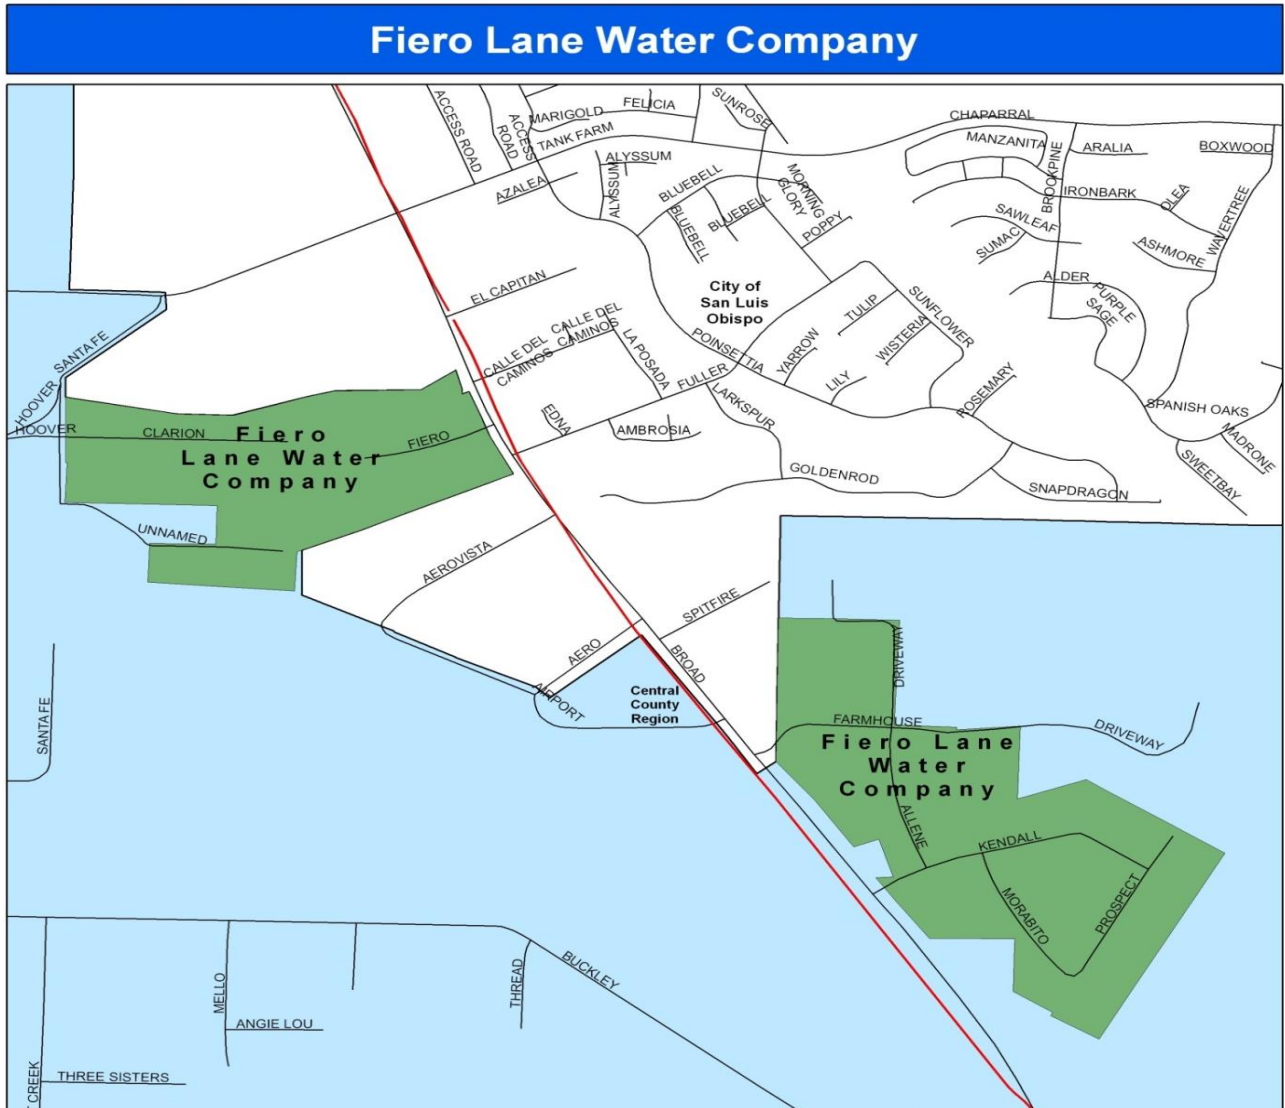 Fiero Lane Water Company
ACCESS ROAD
ACCESS
ROAD
MARIGOLD
FELICIA
SUNROSE
TANK FARM
CHAPARRAL
MANZANITA
ARALIA
BOXWOOD
AZALEA
ALYSSUM
ALYSSUM
BLUEBELL
BLUEBELL
BLUEBELL
MORNING
GLORY
POPPY
BROOKPINE
IRONBARK
OLEA
WAVERTREE
SAWLEAF
SUMAC
ASHMORE
EL CAPITAN
City of
San Luis
Obispo
ALDER
PURPLE
SAGE
TULIP
SUNFLOWER
WISTERIA
CALLE DEL
CAMINOS
CALLE DEL
CAMINOS
LA POSADA
POINSETTIA
YARROW
LILY
FULLER
ROSEMARY
SANTA FE
HOOVER
HOOVER
CLARION
FIERO
Fiero
Lane Water
Company
EDNA
AMBROSIA
LARKSPUR
GOLDENROD
SNAPDRAGON
SPANISH OAKS
MADRONE
SWEETBAY
UNNAMED
AEROVISTA
SPITFIRE
AERO
BROAD
AIRPORT
Central
County
Region
DRIVEWAY
FARMHOUSE
DRIVEWAY
Fiero Lane
Water
Company
SANTA FE
ALLENE
KENDALL
MORABITO
PROSPECT
BUCKLEY
MELLO
THREAD
ANGIE LOU
THREE SISTERS
CREEK